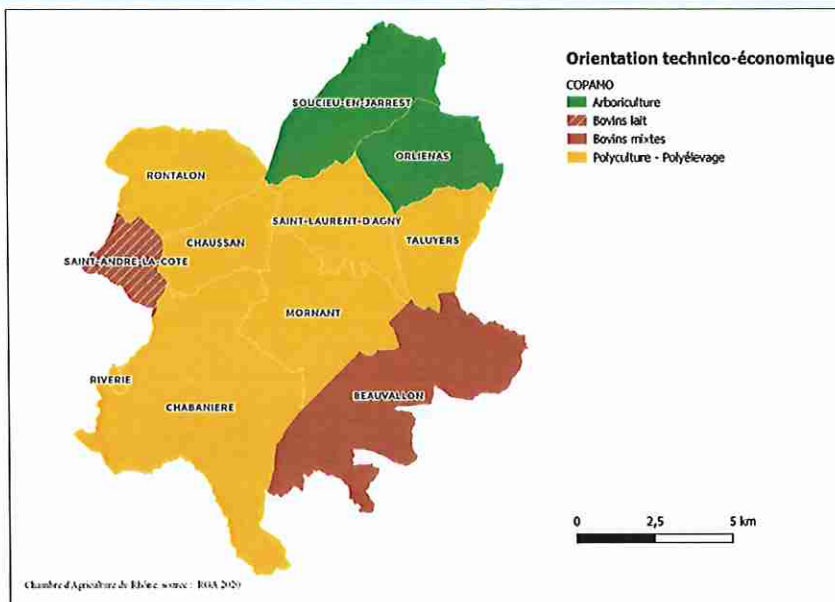 Orientation technico-économique
COPAMO
Arboriculture
Bovins lait
Bovins mixtes
Polyculture - Polyélevage
SOUCIEU-EN-JARREST
ORLIENAS
RONTALON
SAINT-LAURENT-D'AGNY
CHAUSSAN
TALUYERS
SAINT-ANDRE-LA-COTE
MORNANT
RIVERIE
BEAUVALLON
CHABANIERE
0 2,5 5 km
Chambre d'Agriculture du Rhône, source : RGA 2020